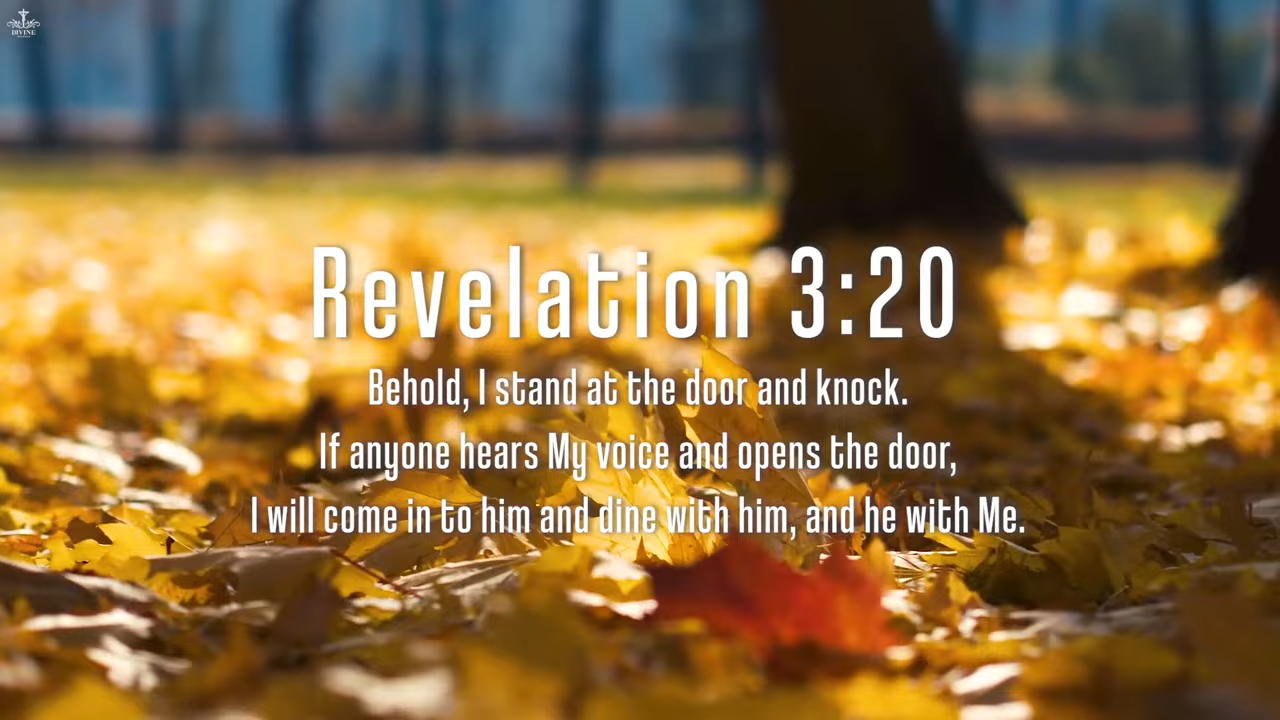 DIVINE
Revelation 3:20
Behold, I stand at the door and knock.
If anyone hears My voice and opens the door,
I will come in to him and dine with him, and he with Me.